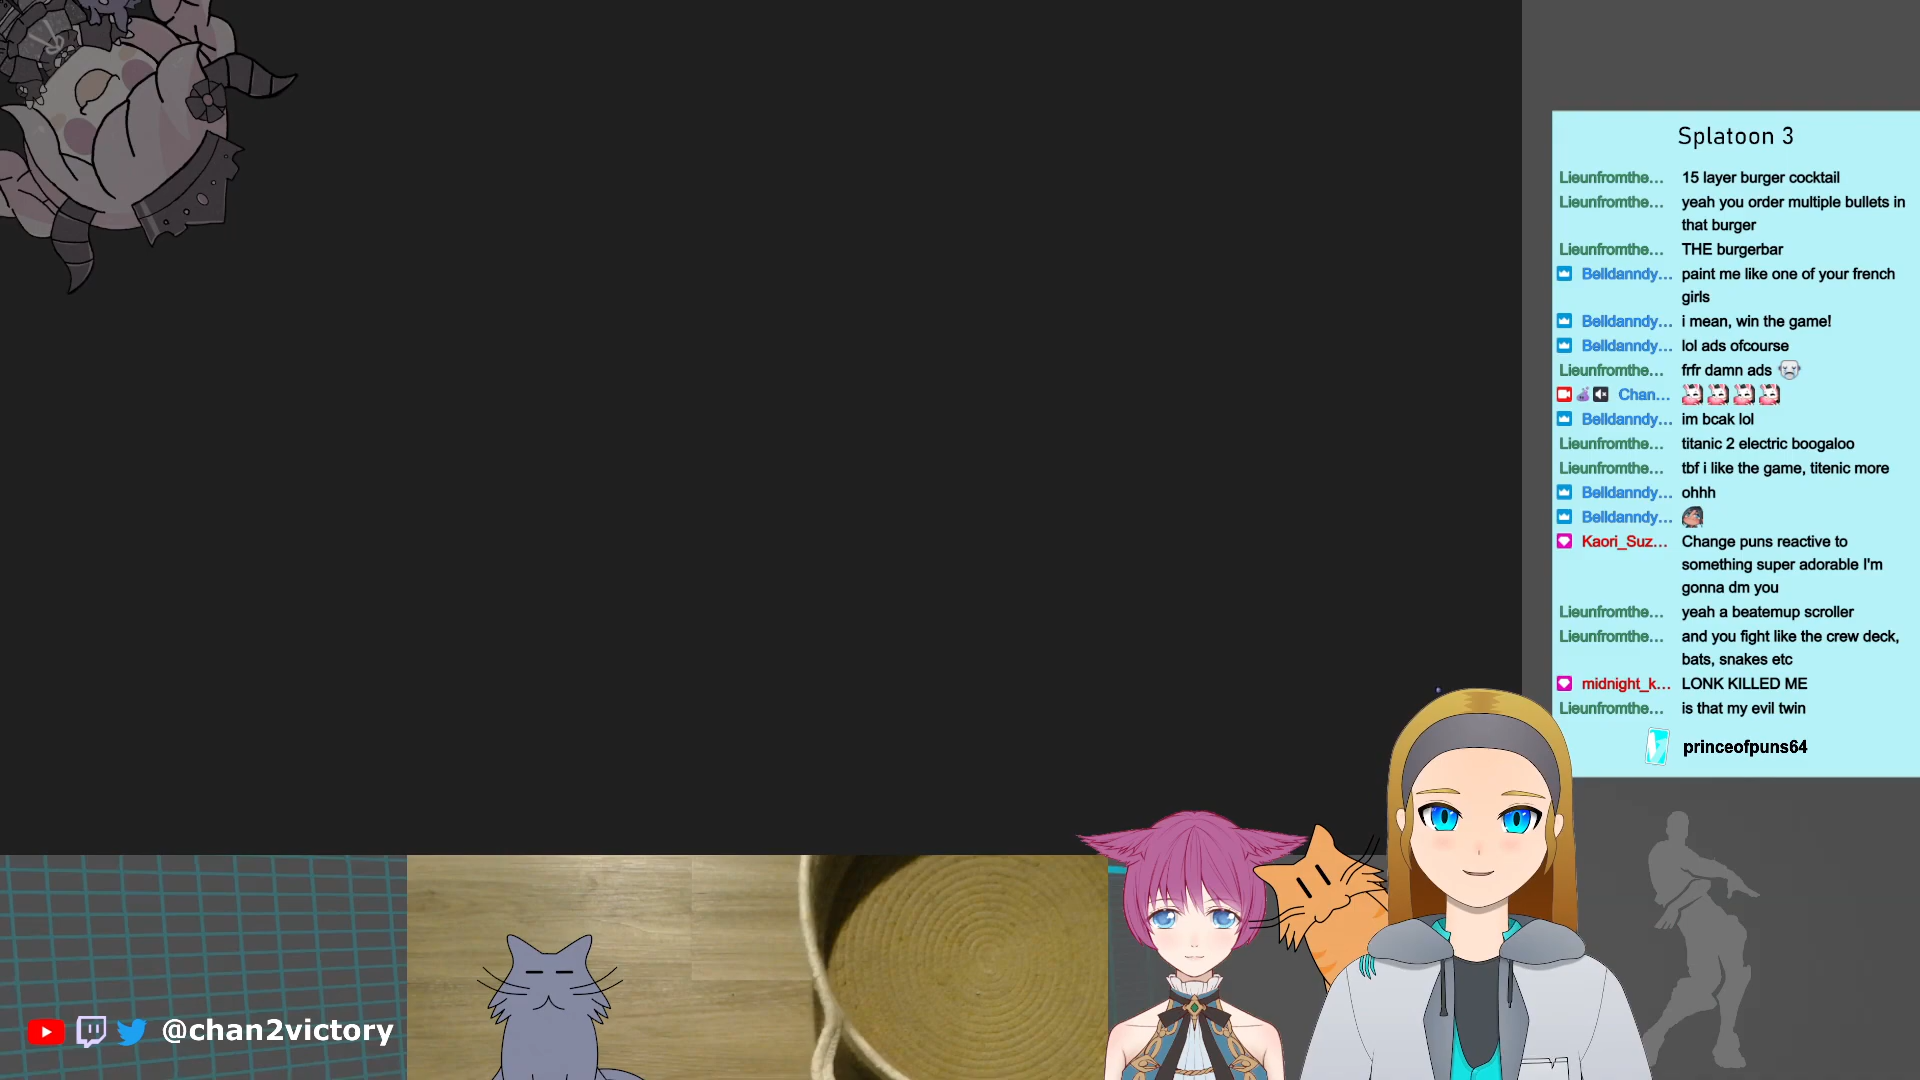 Splatoon 3
Lieunfromthe... 15 layer burger cocktail
Lieunfromthe... yeah you order multiple bullets in
that burger
Lieunfromthe... THE burgerbar
Belldanndy... paint me like one of your french
girls
Belldanndy... i mean, win the game!
Belldanndy... lol ads ofcourse
Lieunfromthe... frfr damn ads
Chan...
Belldanndy... im bcak lol
Lieunfromthe... titanic 2 electric boogaloo
Lieunfromthe... tbf i like the game, titenic more
Belldanndy... ohhh
Belldanndy...
Kaori_Suz... Change puns reactive to
something super adorable I'm
gonna dm you
Lieunfromthe... yeah a beatemup scroller
Lieunfromthe... and you fight like the crew deck,
bats, snakes etc
midnight_k... LONK KILLED ME
Lieunfromthe... is that my evil twin
princeofpuns64
@chan2victory